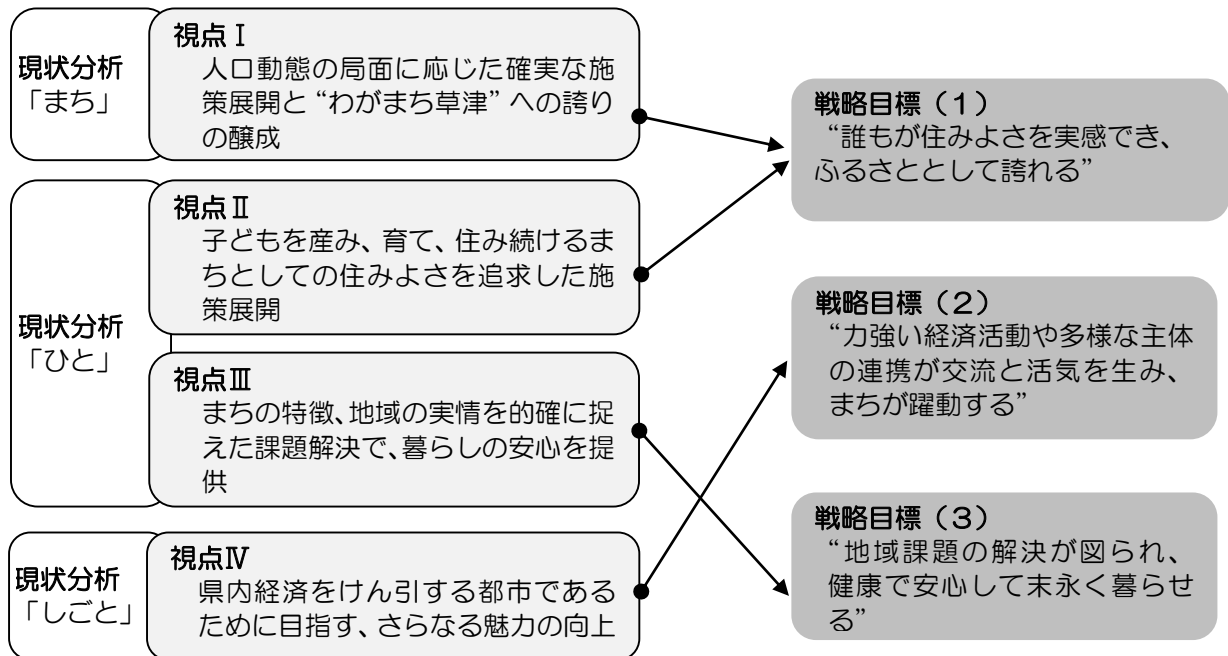 現状分析
「まち」
視点Ⅰ
人口動態の局面に応じた確実な施
策展開と“わがまち草津”への誇り
の醸成
現状分析
「ひと」
視点Ⅱ
子どもを産み、育て、住み続けるま
ちとしての住みよさを追求した施
策展開
視点Ⅲ
まちの特徴、地域の実情を的確に捉
えた課題解決で、暮らしの安心を提
供
現状分析
「しごと」
視点Ⅳ
県内経済をけん引する都市である
ために目指す、さらなる魅力の向上
戦略目標（１）
“誰もが住みよさを実感でき、
ふるさととして誇れる”
戦略目標（２）
“力強い経済活動や多様な主体
の連携が交流と活気を生み、
まちが躍動する”
戦略目標（３）
“地域課題の解決が図られ、
健康で安心して末永く暮らせ
る”